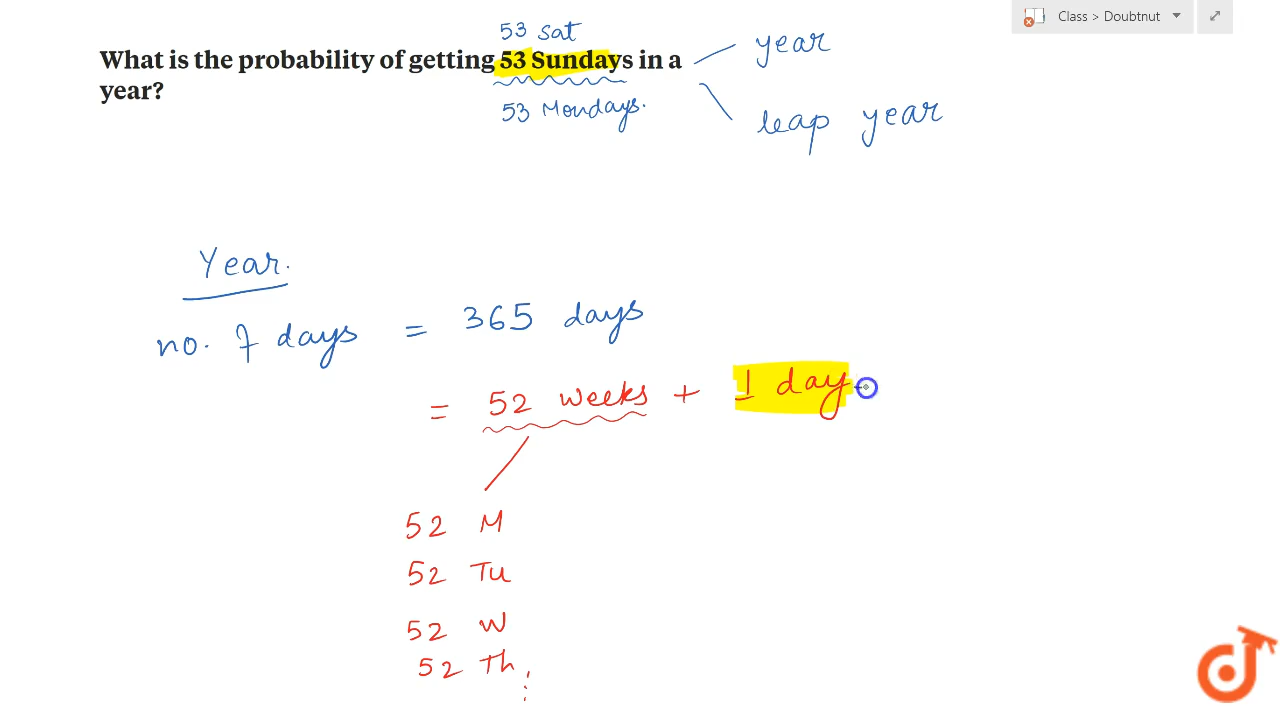 Class > Doubtnut
53 Sat
What is the probability of getting 53 Sundays in a
year?
53 Mondays.
year
leap year
Year.
no. of days = 365 days
= 52 weeks + 1 day
52 M
52 Tu
52 W
52 Th